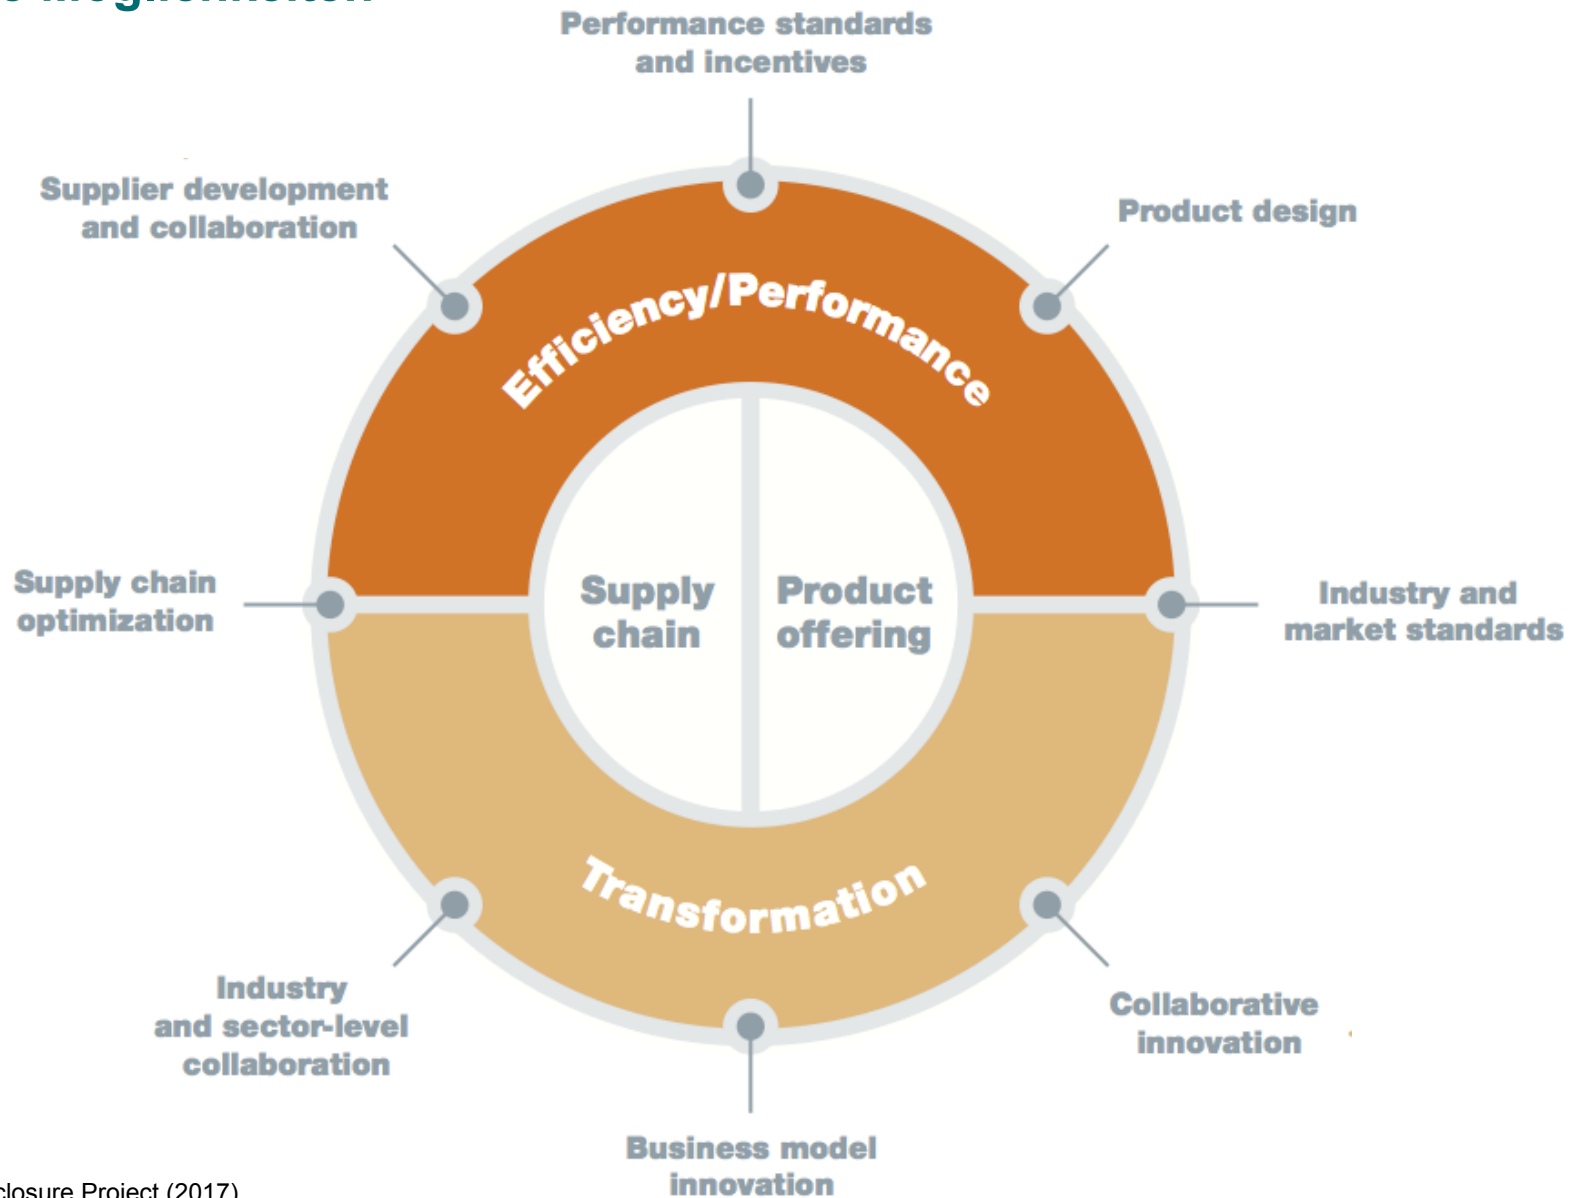 Performance standards
and incentives
Supplier development
and collaboration
Product design
Efficiency/Performance
Supply chain
optimization
Supply
chain
Product
offering
Industry and
market standards
Transformation
Industry
and sector-level
collaboration
Collaborative
innovation
Business model
innovation
Project (2017)